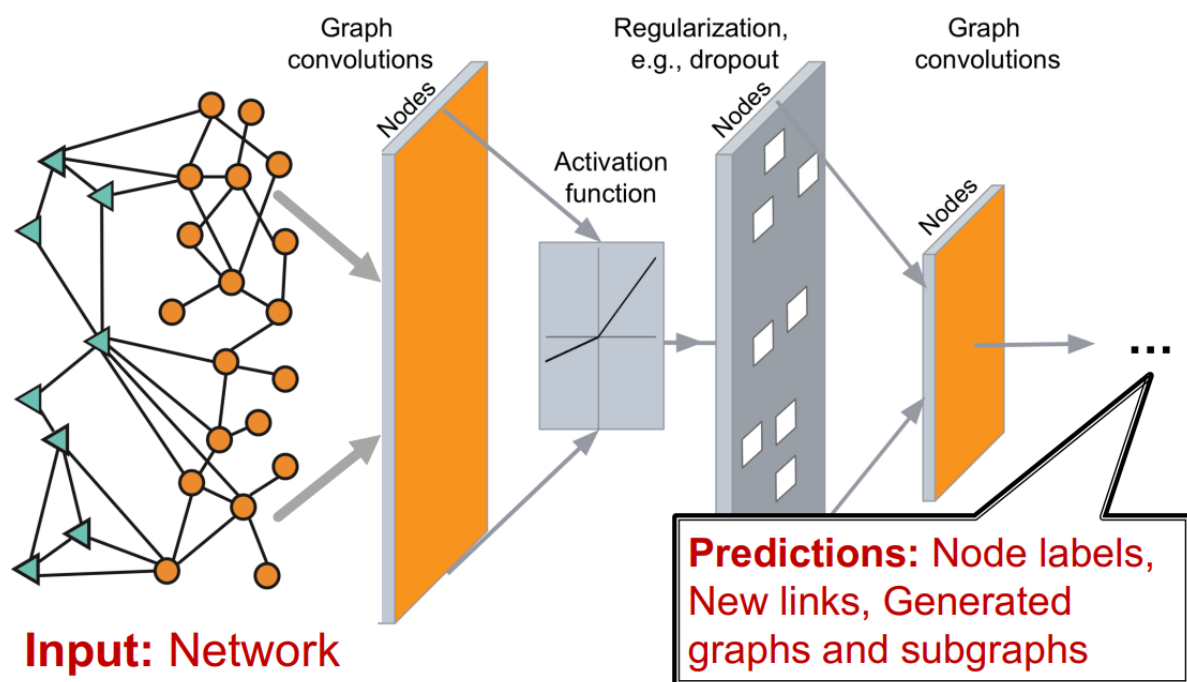 Graph
convolutions
Regularization,
e.g., dropout
Graph
convolutions
Nodes
Nodes
Activation
function
Nodes
...
Predictions: Node labels,
New links, Generated
graphs and subgraphs
Input: Network